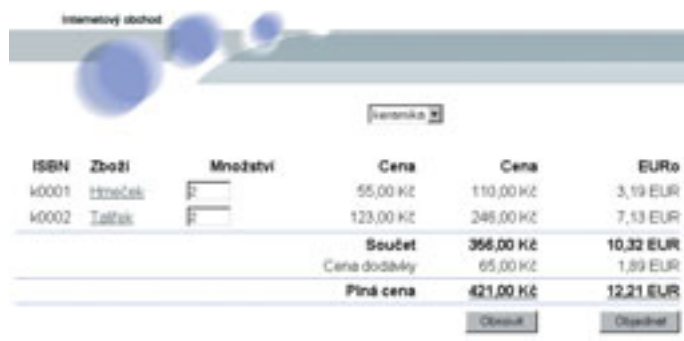 Internetový obchod
keramika
ISBN Zboží Množství Cena Cena EURo
k0001 Hrneček 2 55,00 Kč 110,00 Kč 3,19 EUR
k0002 Talířek 2 123,00 Kč 246,00 Kč 7,13 EUR
Součet 356,00 Kč 10,32 EUR
Cena dodávky 65,00 Kč 1,89 EUR
Plná cena 421,00 Kč 12,21 EUR
Obnovit Objednat